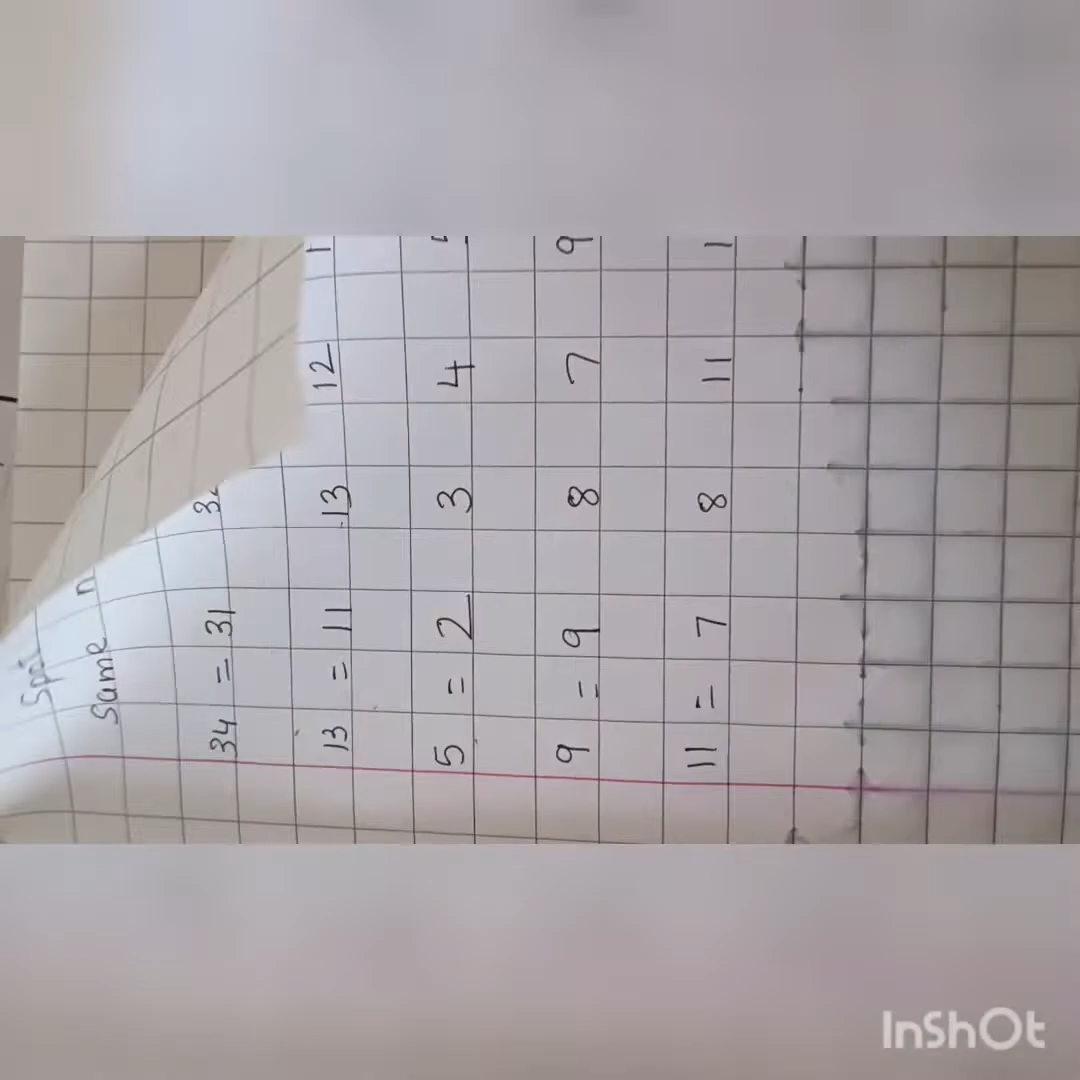 Same
34 = 31
13 = 11 13 12
5 = 2 3 4
9 = 9 8 7 9
11 = 7 8 11
InShOt